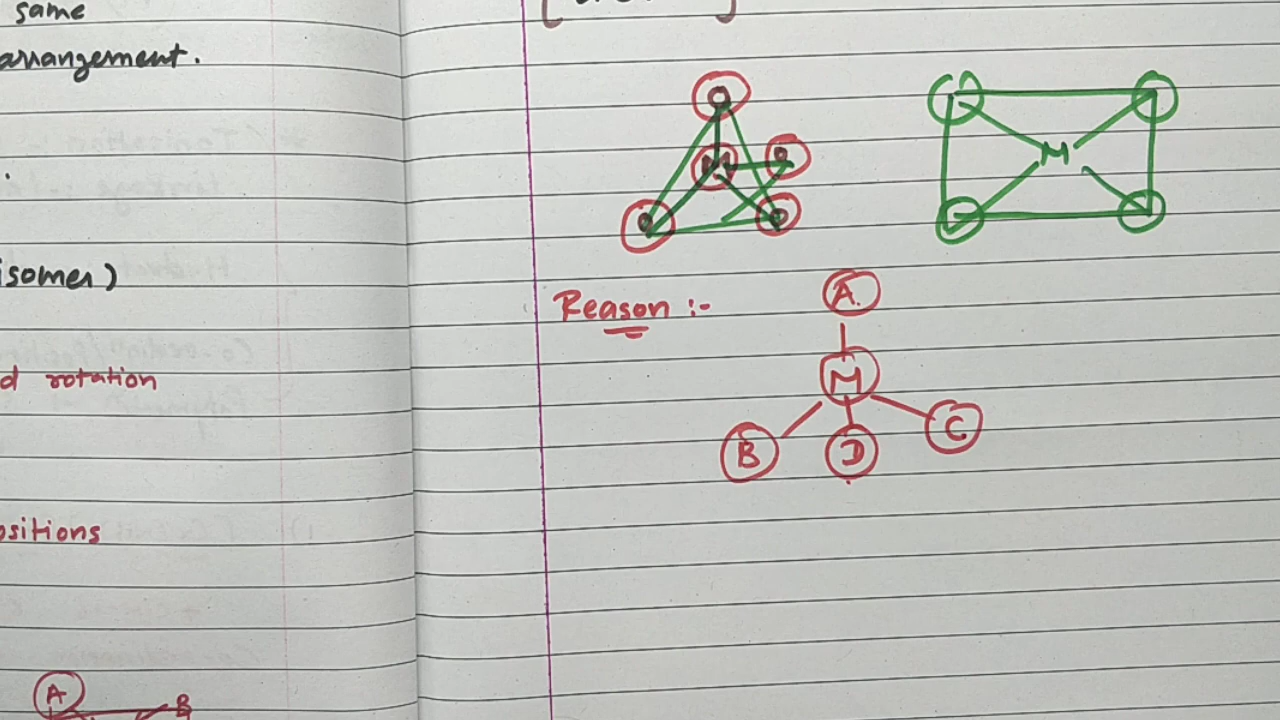 same
arrangement.
isomer)
d rotation
ositions
A B
M
M
Reason :-
A.
M
B D C